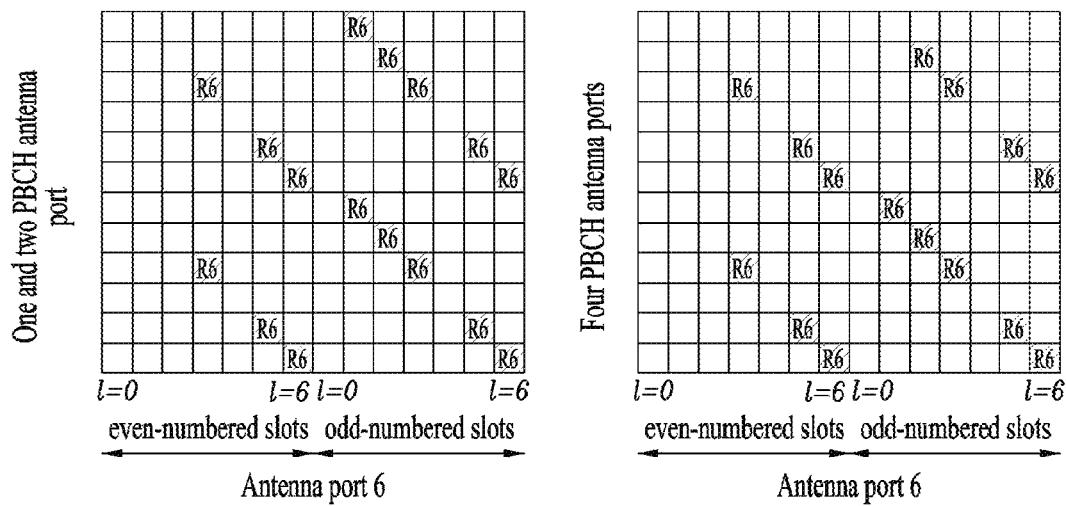 One and two PBCH antenna
port
R6
R6
R6 R6
R6 R6
R6 R6
R6
R6
R6 R6
R6 R6
R6 R6
l=0 l=6 l=0 l=6
even-numbered slots odd-numbered slots
Antenna port 6
Four PBCH antenna ports
R6
R6 R6
R6 R6
R6 R6
R6
R6
R6 R6
R6 R6
R6 R6
l=0 l=6 l=0 l=6
even-numbered slots odd-numbered slots
Antenna port 6